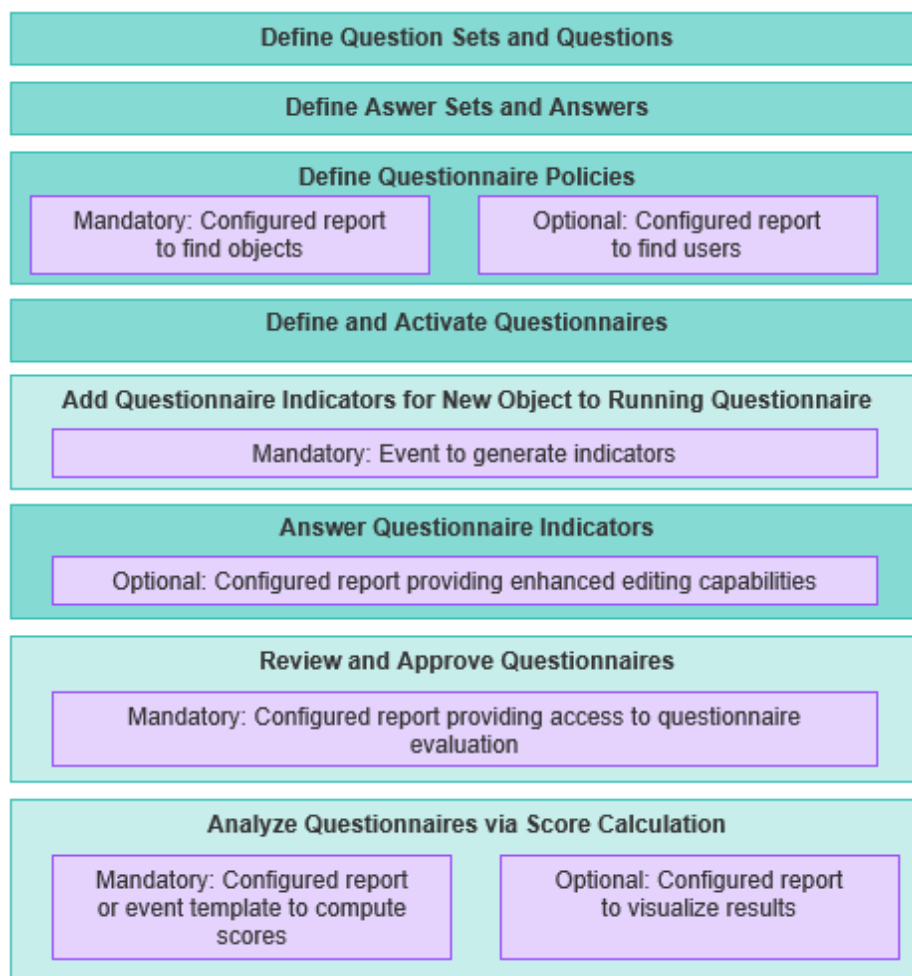 Define Question Sets and Questions
Define Aswer Sets and Answers
Define Questionnaire Policies
Mandatory: Configured report
to find objects
Optional: Configured report
to find users
Define and Activate Questionnaires
Add Questionnaire Indicators for New Object to Running Questionnaire
Mandatory: Event to generate indicators
Answer Questionnaire Indicators
Optional: Configured report providing enhanced editing capabilities
Review and Approve Questionnaires
Mandatory: Configured report providing access to questionnaire
evaluation
Analyze Questionnaires via Score Calculation
Mandatory: Configured report
or event template to compute
scores
Optional: Configured report
to visualize results